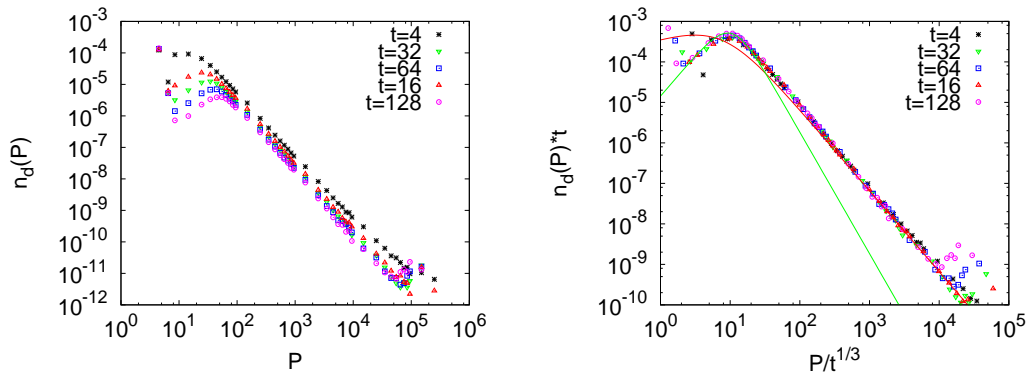 10^-3
10^-4
10^-5
10^-6
10^-7
10^-8
10^-9
10^-10
10^-11
10^-12
n_d(P)
t=4
t=32
t=64
t=16
t=128
10^0 10^1 10^2 10^3 10^4 10^5 10^6
P
10^-3
10^-4
10^-5
10^-6
10^-7
10^-8
10^-9
10^-10
n_d(P)*t
t=4
t=32
t=64
t=16
t=128
10^0 10^1 10^2 10^3 10^4 10^5
P/t^1/3